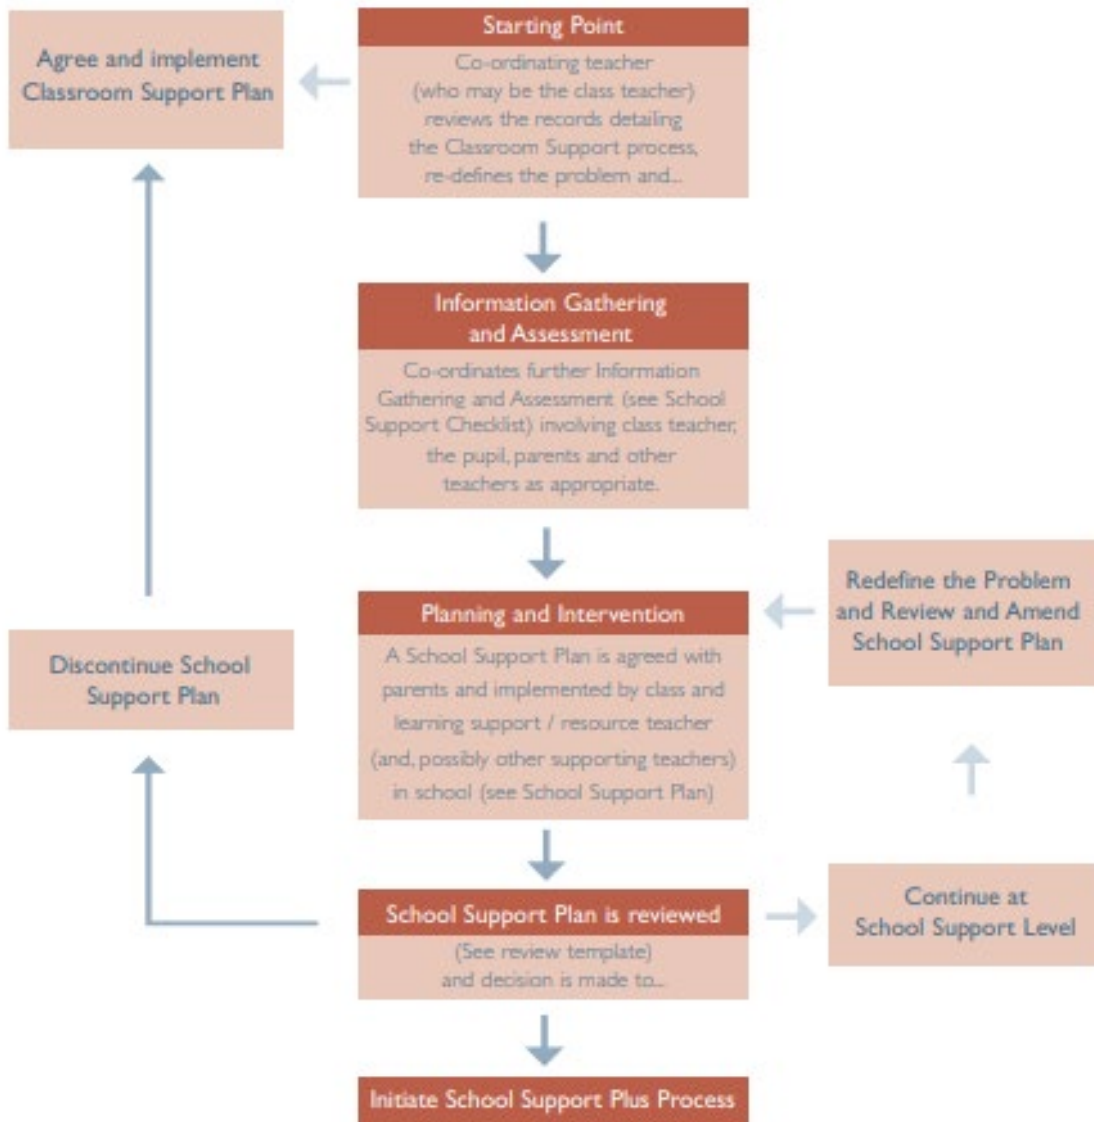 Agree and implement
Classroom Support Plan
Starting Point
Co-ordinating teacher
(who may be the class teacher)
reviews the records detailing
the Classroom Support process,
re-defines the problem and...
Information Gathering
and Assessment
Co-ordinates further Information
Gathering and Assessment (see School
Support Checklist) involving class teacher,
the pupil, parents and other
teachers as appropriate.
Redefine the Problem
and Review and Amend
School Support Plan
Planning and Intervention
A School Support Plan is agreed with
parents and implemented by class and
learning support / resource teacher
(and, possibly other supporting teachers)
in school (see School Support Plan)
Discontinue School
Support Plan
School Support Plan is reviewed
(See review template)
and decision is made to...
Continue at
School Support Level
Initiate School Support Plus Process